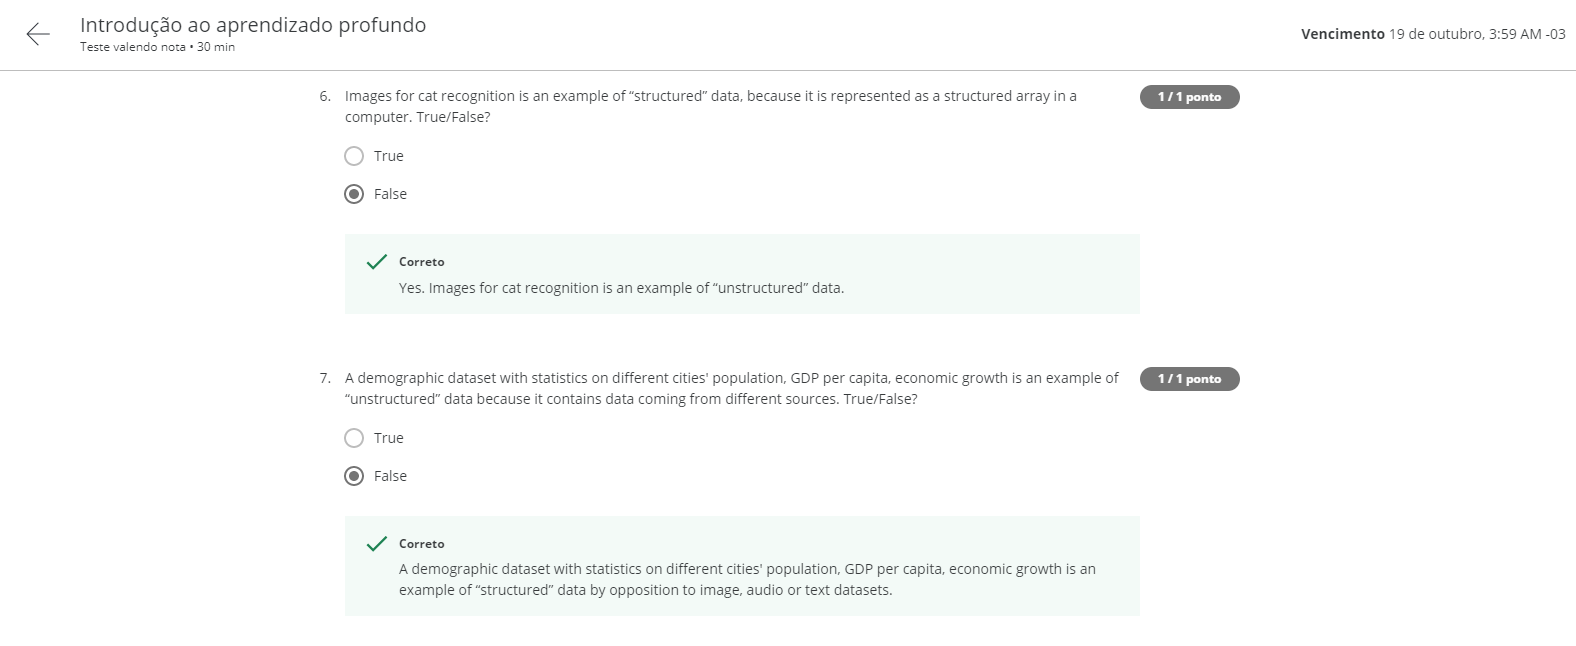 Introdução ao aprendizado profundo
Teste valendo nota • 30 min
Vencimento 19 de outubro, 3:59 AM -03
6. Images for cat recognition is an example of “structured” data, because it is represented as a structured array in a
computer. True/False?
1 / 1 ponto
True
False
Correto
Yes. Images for cat recognition is an example of “unstructured” data.
7. A demographic dataset with statistics on different cities' population, GDP per capita, economic growth is an example of
“unstructured” data because it contains data coming from different sources. True/False?
1 / 1 ponto
True
False
Correto
A demographic dataset with statistics on different cities' population, GDP per capita, economic growth is an
example of “structured” data by opposition to image, audio or text datasets.